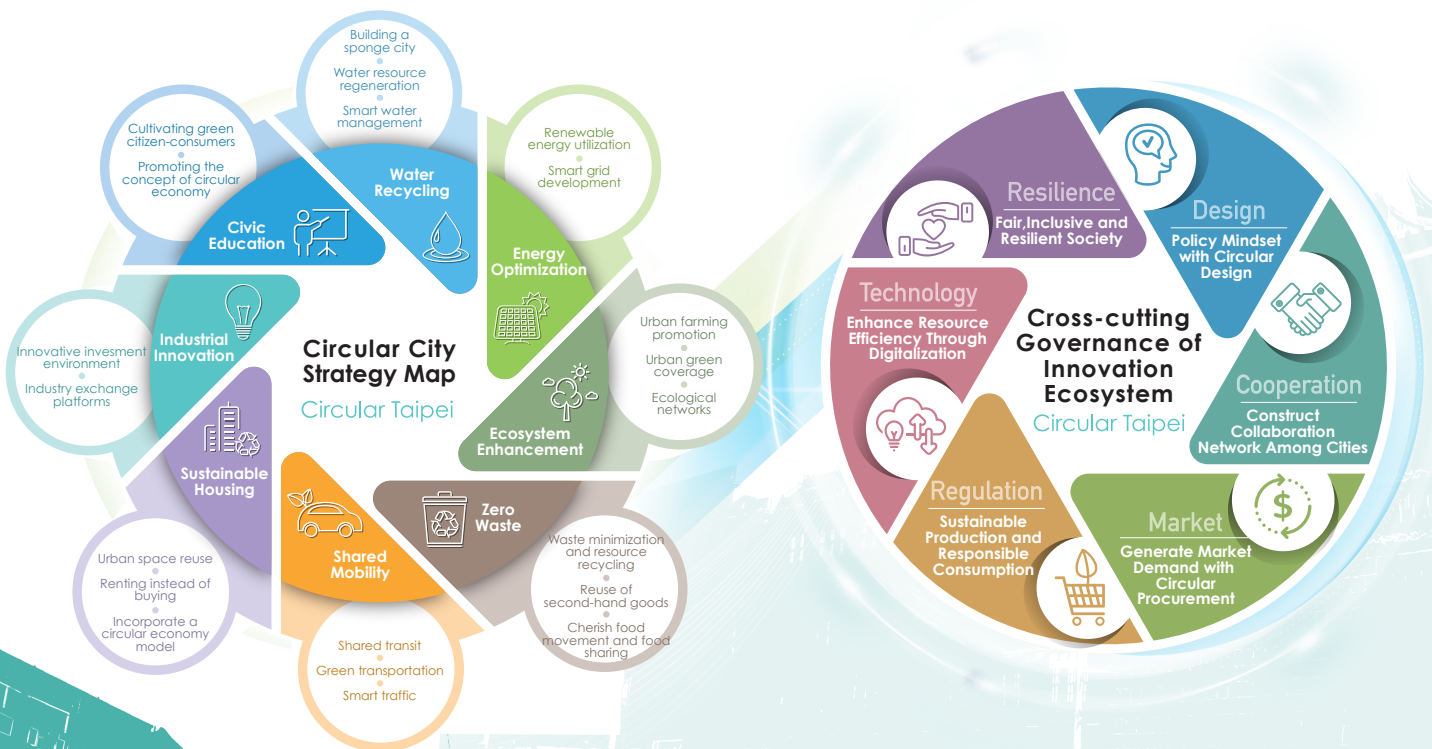 Building a
sponge city
Water resource
regeneration
Smart water
management
Water
Recycling
Renewable
energy utilization
Smart grid
development
Energy
Optimization
Urban farming
promotion
Urban green
coverage
Ecological
networks
Ecosystem
Enhancement
Waste minimization
and resource
recycling
Reuse of
second-hand goods
Cherish food
movement and food
sharing
Zero
Waste
Shared transit
Green transportation
Smart traffic
Shared
Mobility
Urban space reuse
Renting instead of
buying
Incorporate a
circular economy
model
Sustainable
Housing
Innovative invesment
environment
Industry exchange
platforms
Industrial
Innovation
Cultivating green
citizen-consumers
Promoting the
concept of circular
economy
Civic
Education
Circular City
Strategy Map
Circular Taipei
Resilience
Fair,Inclusive and
Resilient Society
Design
Policy Mindset
with Circular
Design
Cooperation
Construct
Collaboration
Network Among Cities
Market
Generate Market
Demand with
Circular
Procurement
$
Regulation
Sustainable
Production and
Responsible
Consumption
Technology
Enhance Resource
Efficiency Through
Digitalization
Cross-cutting
Governance of
Innovation
Ecosystem
Circular Taipei